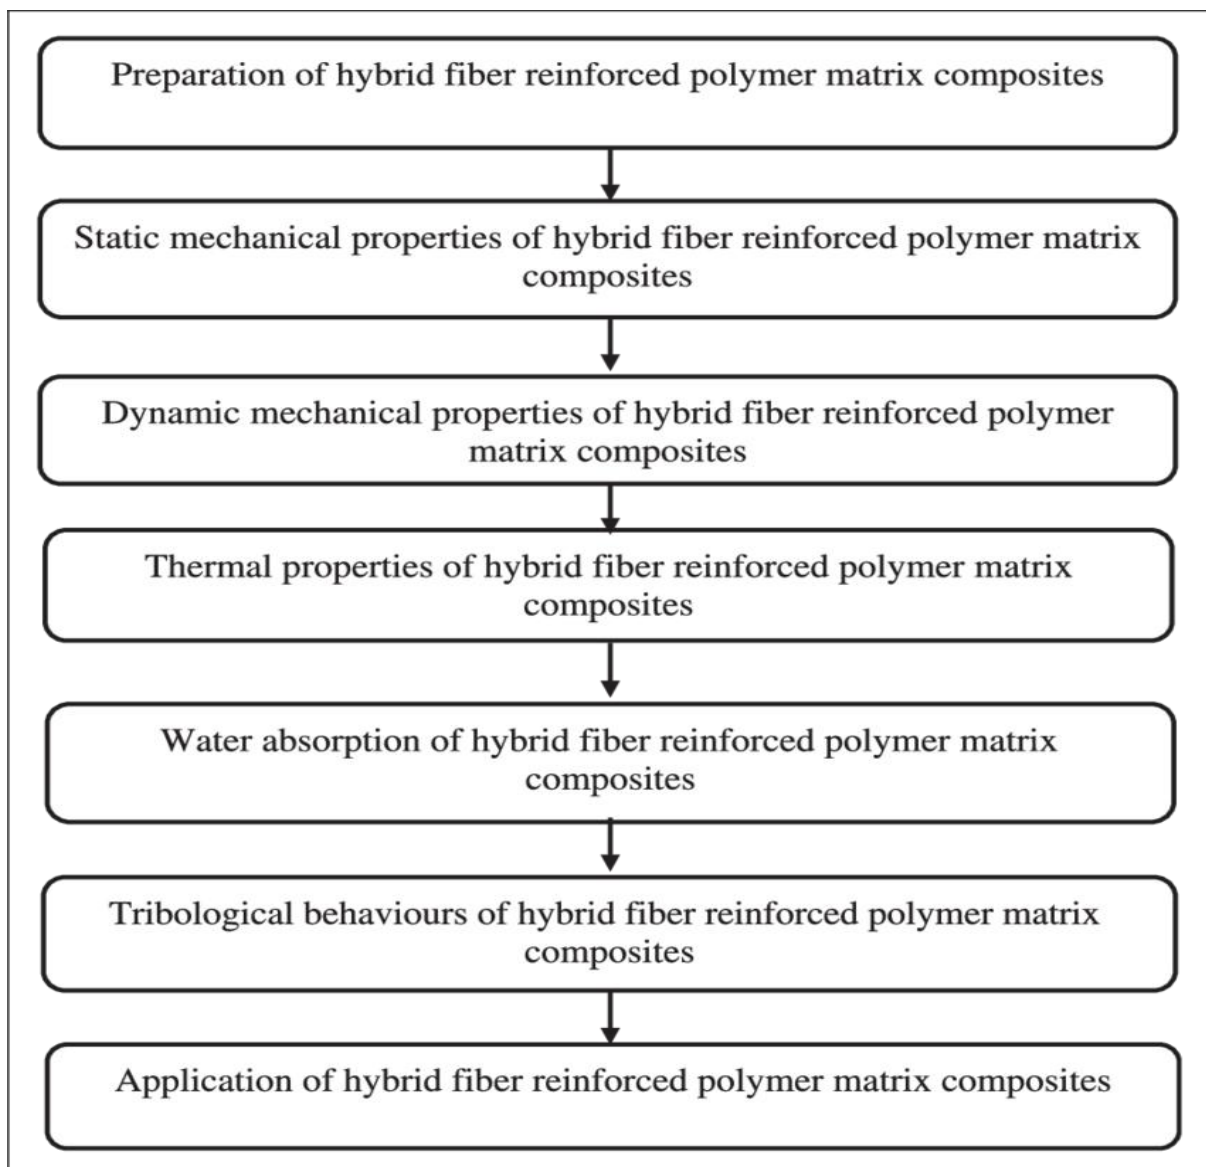 Preparation of hybrid fiber reinforced polymer matrix composites
Static mechanical properties of hybrid fiber reinforced polymer matrix
composites
Dynamic mechanical properties of hybrid fiber reinforced polymer
matrix composites
Thermal properties of hybrid fiber reinforced polymer matrix
composites
Water absorption of hybrid fiber reinforced polymer matrix
composites
Tribological behaviours of hybrid fiber reinforced polymer matrix
composites
Application of hybrid fiber reinforced polymer matrix composites